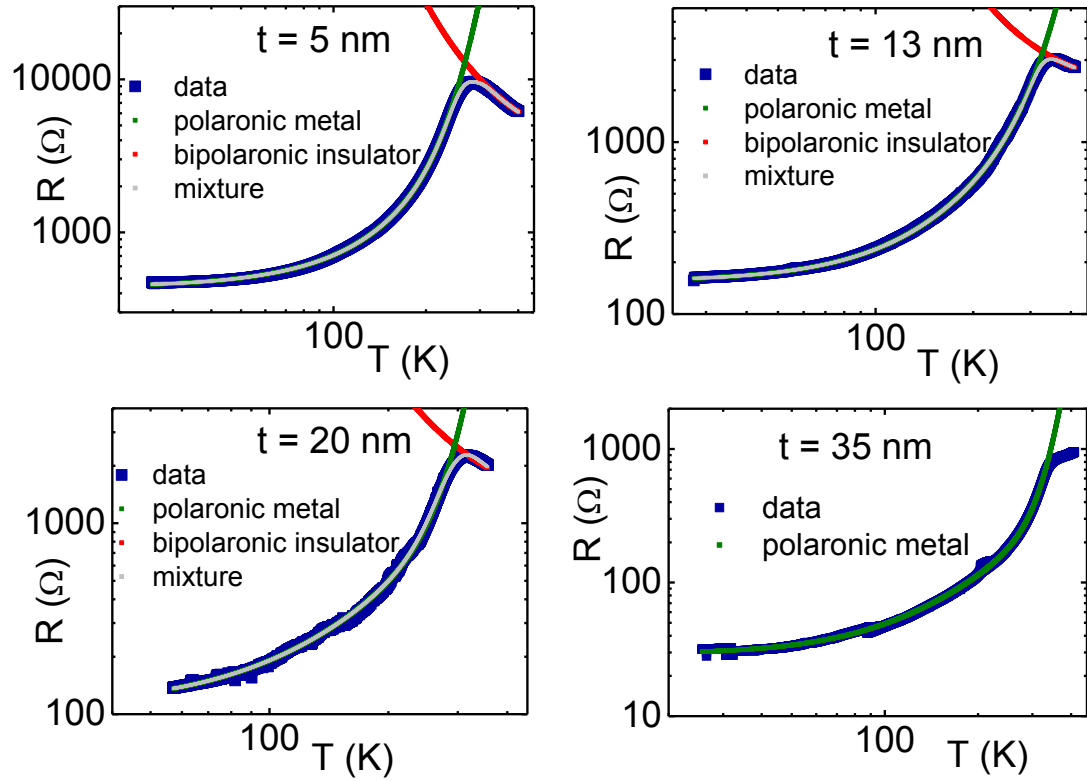 t = 5 nm
data
polaronic metal
bipolaronic insulator
mixture
10000
1000
R (Ω)
100
T (K)
t = 13 nm
data
polaronic metal
bipolaronic insulator
mixture
1000
100
R (Ω)
100
T (K)
t = 20 nm
data
polaronic metal
bipolaronic insulator
mixture
1000
100
R (Ω)
100
T (K)
t = 35 nm
data
polaronic metal
1000
100
10
R (Ω)
100
T (K)